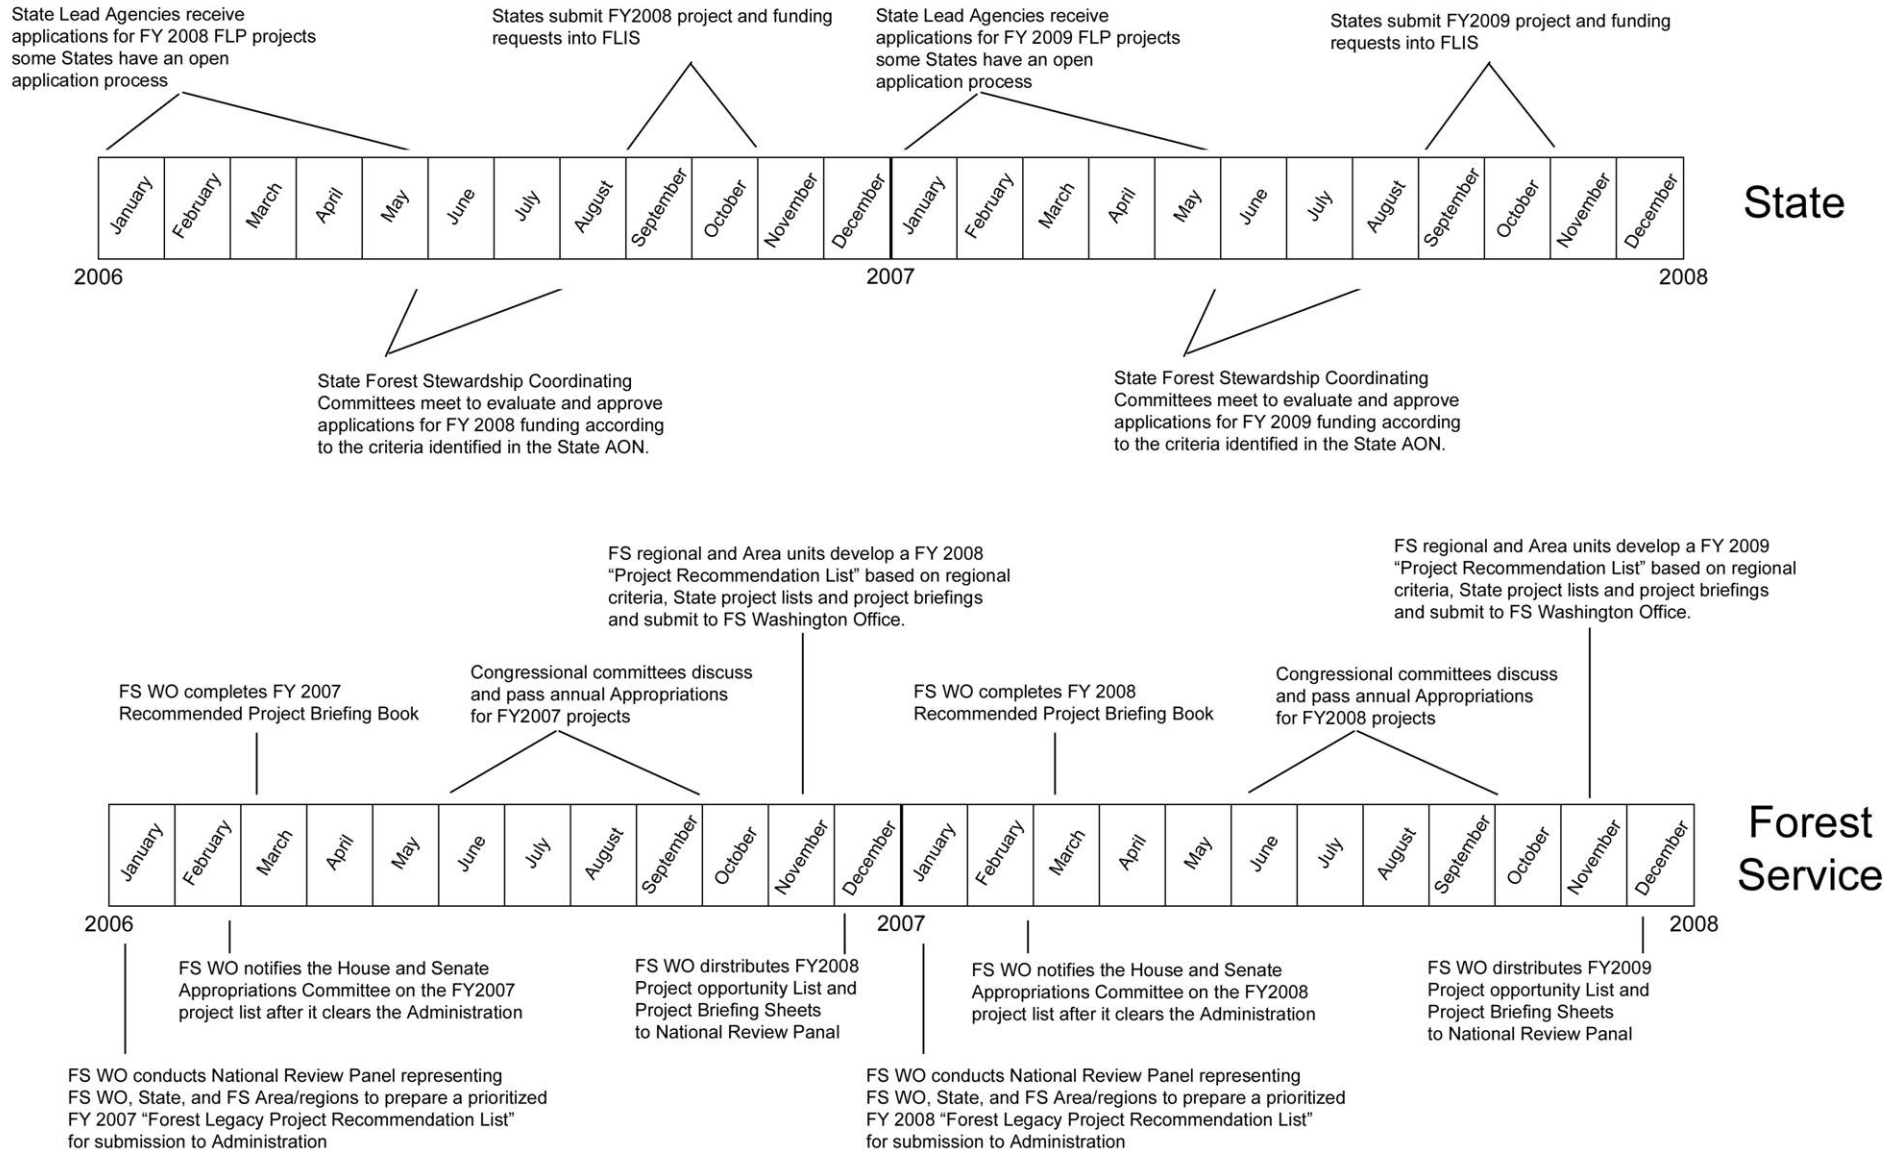 State Lead Agencies receive
applications for FY 2008 FLP projects
some States have an open
application process
States submit FY2008 project and funding
requests into FLIS
State Lead Agencies receive
applications for FY 2009 FLP projects
some States have an open
application process
States submit FY2009 project and funding
requests into FLIS
January
February
March
April
May
June
July
August
September
October
November
December
January
February
March
April
May
June
July
August
September
October
November
December
State
2006
2007
2008
State Forest Stewardship Coordinating
Committees meet to evaluate and approve
applications for FY 2008 funding according
to the criteria identified in the State AON.
State Forest Stewardship Coordinating
Committees meet to evaluate and approve
applications for FY 2009 funding according
to the criteria identified in the State AON.
FS regional and Area units develop a FY 2008
“Project Recommendation List” based on regional
criteria, State project lists and project briefings
and submit to FS Washington Office.
FS regional and Area units develop a FY 2009
“Project Recommendation List” based on regional
criteria, State project lists and project briefings
and submit to FS Washington Office.
FS WO completes FY 2007
Recommended Project Briefing Book
Congressional committees discuss
and pass annual Appropriations
for FY2007 projects
FS WO completes FY 2008
Recommended Project Briefing Book
Congressional committees discuss
and pass annual Appropriations
for FY2008 projects
January
February
March
April
May
June
July
August
September
October
November
December
January
February
March
April
May
June
July
August
September
October
November
December
Forest
Service
2006
2007
2008
FS WO notifies the House and Senate
Appropriations Committee on the FY2007
project list after it clears the Administration
FS WO dirstributes FY2008
Project opportunity List and
Project Briefing Sheets
to National Review Panal
FS WO notifies the House and Senate
Appropriations Committee on the FY2008
project list after it clears the Administration
FS WO dirstributes FY2009
Project opportunity List and
Project Briefing Sheets
to National Review Panal
FS WO conducts National Review Panel representing
FS WO, State, and FS Area/regions to prepare a prioritized
FY 2007 “Forest Legacy Project Recommendation List”
for submission to Administration
FS WO conducts National Review Panel representing
FS WO, State, and FS Area/regions to prepare a prioritized
FY 2008 “Forest Legacy Project Recommendation List”
for submission to Administration